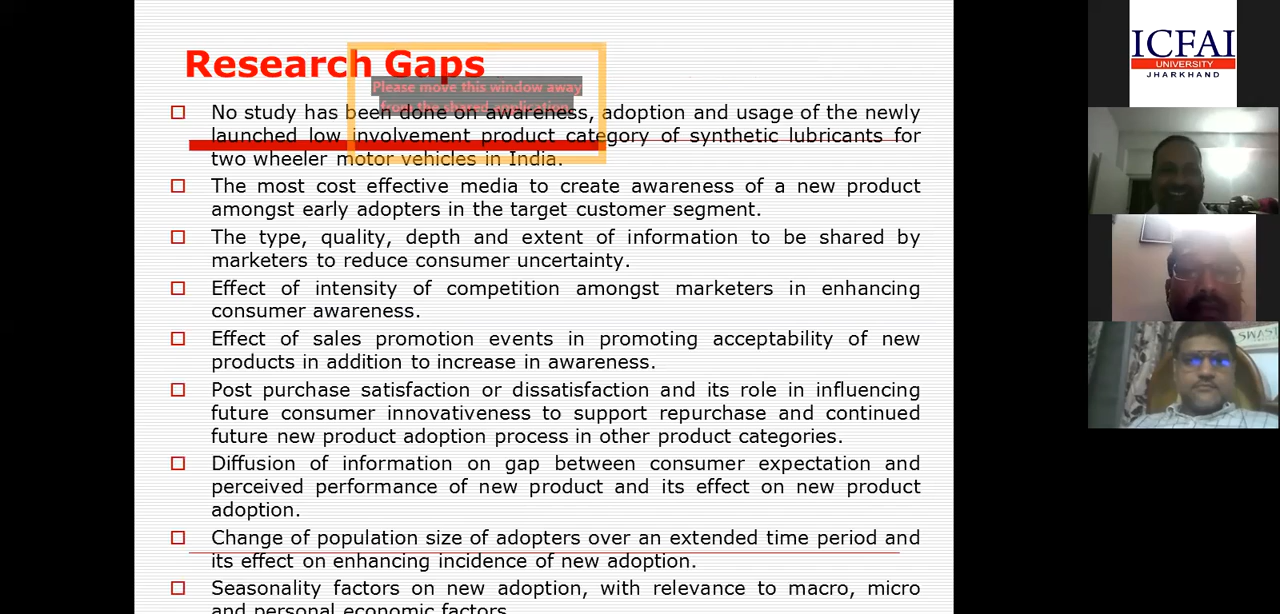 Research Gaps
Please move this window away
from the shared application
No study has been done on awareness, adoption and usage of the newly
launched low involvement product category of synthetic lubricants for
two wheeler motor vehicles in India.
The most cost effective media to create awareness of a new product
amongst early adopters in the target customer segment.
The type, quality, depth and extent of information to be shared by
marketers to reduce consumer uncertainty.
Effect of intensity of competition amongst marketers in enhancing
consumer awareness.
Effect of sales promotion events in promoting acceptability of new
products in addition to increase in awareness.
Post purchase satisfaction or dissatisfaction and its role in influencing
future consumer innovativeness to support repurchase and continued
future new product adoption process in other product categories.
Diffusion of information on gap between consumer expectation and
perceived performance of new product and its effect on new product
adoption.
Change of population size of adopters over an extended time period and
its effect on enhancing incidence of new adoption.
Seasonality factors on new adoption, with relevance to macro, micro
and personal economic factors.
ICFAI
UNIVERSITY
JHARKHAND
SWAST